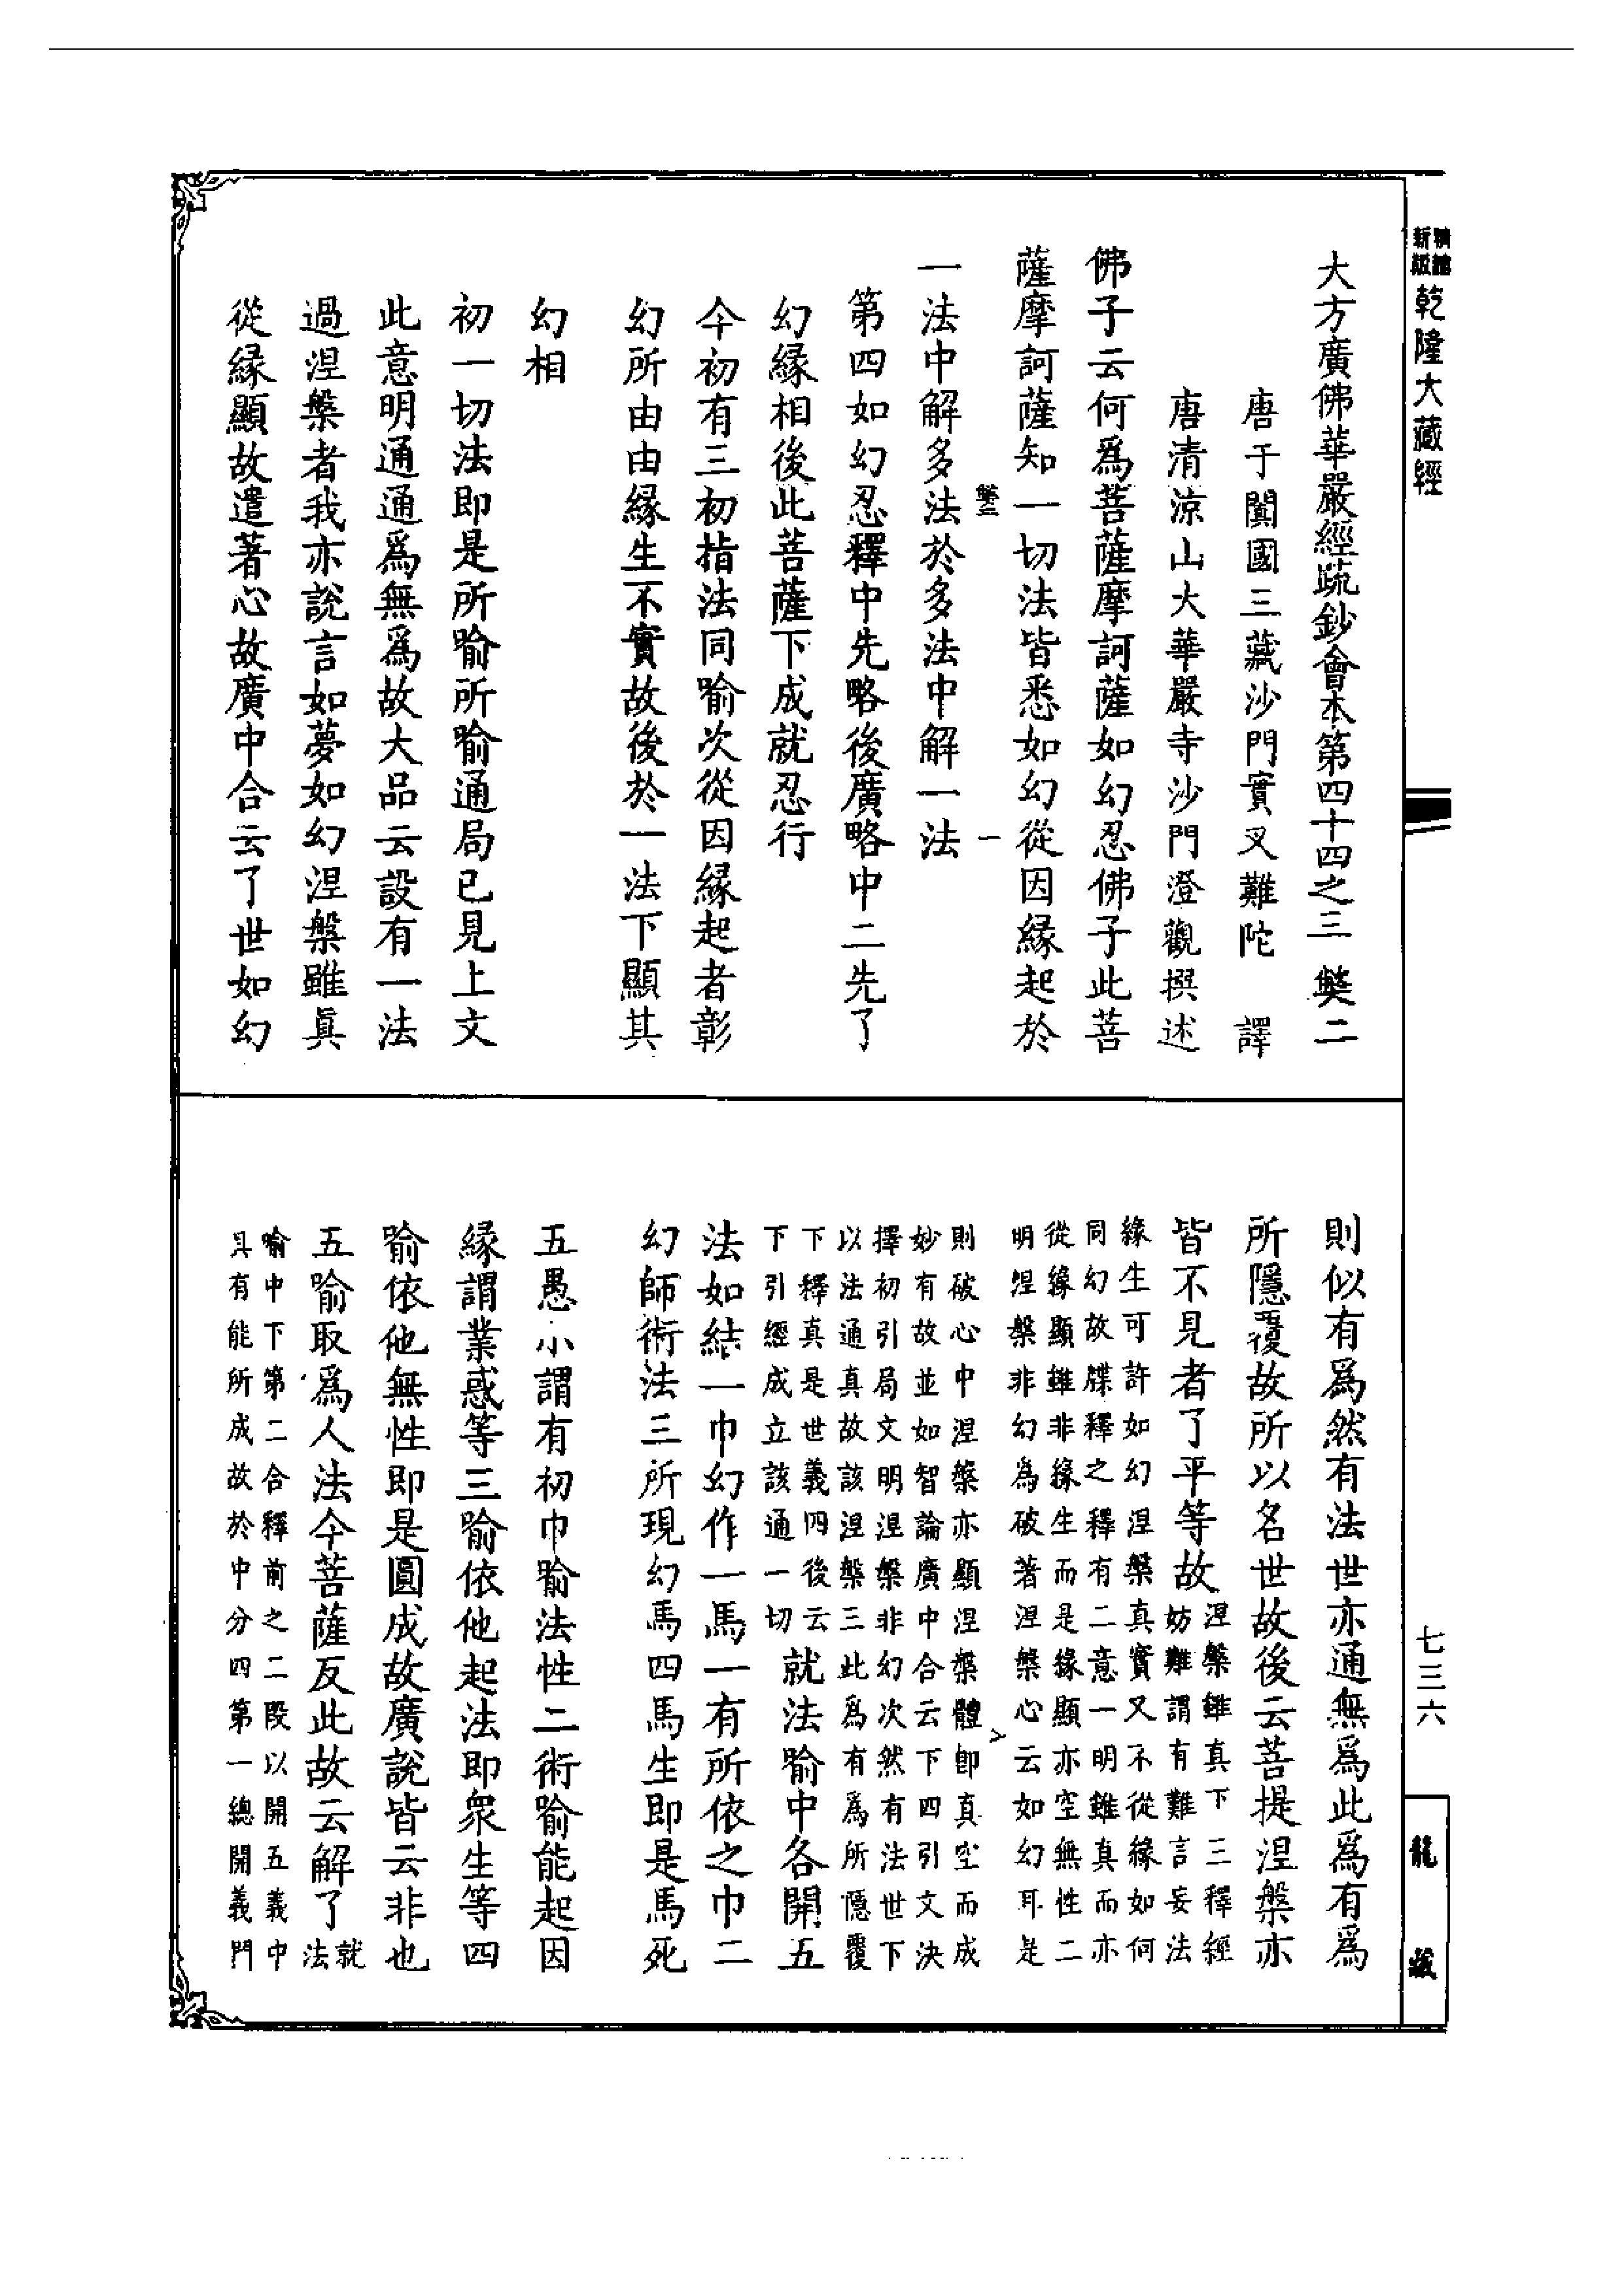 大方廣佛華嚴經疏鈔會本第四十四之三 獘二
唐于闐國三藏沙門實叉難陀 譯
唐清涼山大華嚴寺沙門澄觀撰述
佛子云何為菩薩摩訶薩如幻忍佛子此菩
薩摩訶薩知一切法皆悉如幻從因緣起於
一法中解多法於多法中解一法
第四如幻忍釋中先略後廣略中二先了
幻緣相後此菩薩下成就忍行
今初有三初指法同喻次從因緣起者彰
幻所由由緣生不實故後於一法下顯其
幻相
初一切法即是所喻所喻通局已見上文
此意明通通為無為故大品云設有一法
過涅槃者我亦說言如夢如幻涅槃雖真
從緣顯故遣著心故廣中合云了世如幻
則似有為然有法世亦通無為此為有為
所隱覆故所以名世故後云菩提涅槃亦
皆不見者了平等故
涅槃雖真下三釋經
妨難謂有難言妄法
緣生可許如幻涅槃真實又不從緣如何
同幻故牒釋之釋有二意一明雖真而亦
從緣顯雖非緣生而是緣顯亦空無性二
明涅槃非幻為破著涅槃心云如幻耳是
則破心中涅槃亦顯涅槃體即真空而成
妙有故並如智論廣中合云下四引文決
擇初引局文明涅槃非幻次然有法世下
以法通真故該涅槃三此為有為所隱覆
下釋真是世義四後云
下引經成立該通一切
就法喻中各開五
法如結一巾幻作一馬一有所依之巾二
幻師術法三所現幻馬四馬生即是馬死
五愚小謂有初巾喻法性二術喻能起因
緣謂業惑等三喻依他起法即眾生等四
喻依他無性即是圓成故廣說皆云非也
五喻取為人法今菩薩反此故云解了
就
法
喻中下第二合釋前之二段以開五義中
具有能所成故於中分四第一總開義門
乾隆大藏經
七三六
龍
藏